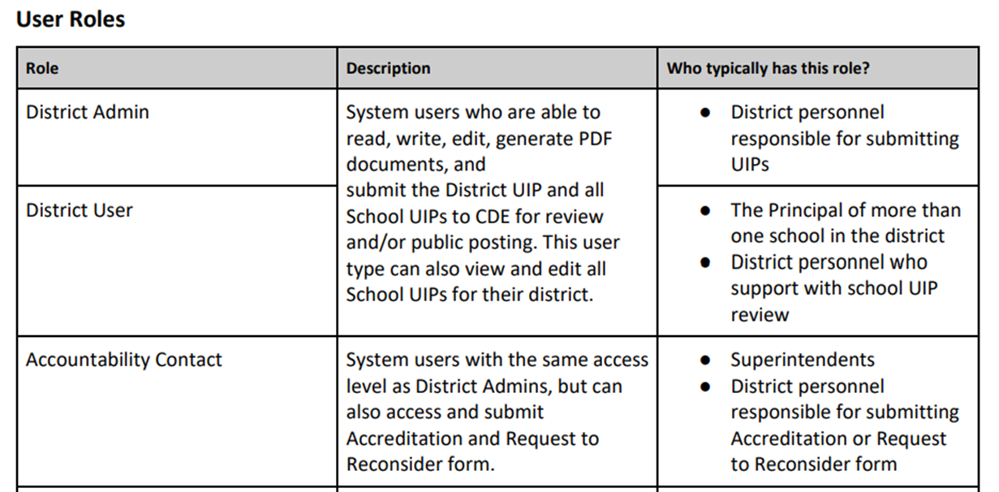 User Roles
Role
Description
Who typically has this role?
District Admin
System users who are able to
read, write, edit, generate PDF
documents, and
submit the District UIP and all
School UIPs to CDE for review
and/or public posting. This user
type can also view and edit all
School UIPs for their district.
● District personnel
responsible for submitting
UIPs
District User
● The Principal of more than
one school in the district
● District personnel who
support with school UIP
review
Accountability Contact
System users with the same access
level as District Admins, but can
also access and submit
Accreditation and Request to
Reconsider form.
● Superintendents
● District personnel
responsible for submitting
Accreditation or Request
to Reconsider form